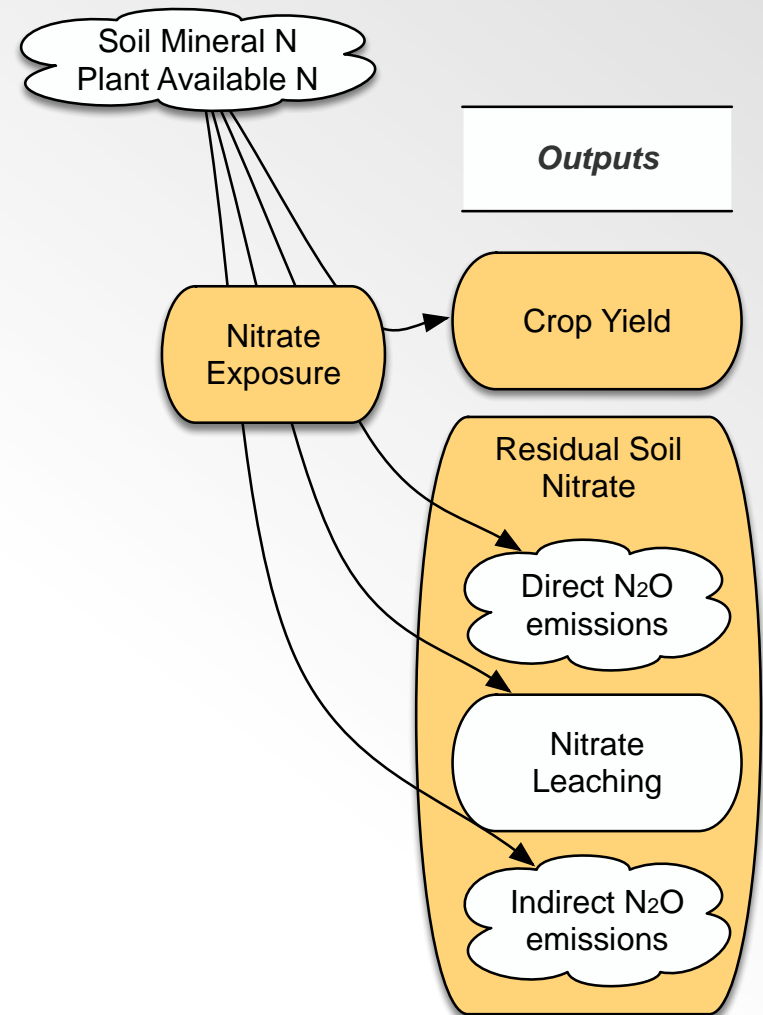 Soil Mineral N
Plant Available N
Outputs
Nitrate
Exposure
Crop Yield
Residual Soil
Nitrate
Direct N2O
emissions
Nitrate
Leaching
Indirect N2O
emissions